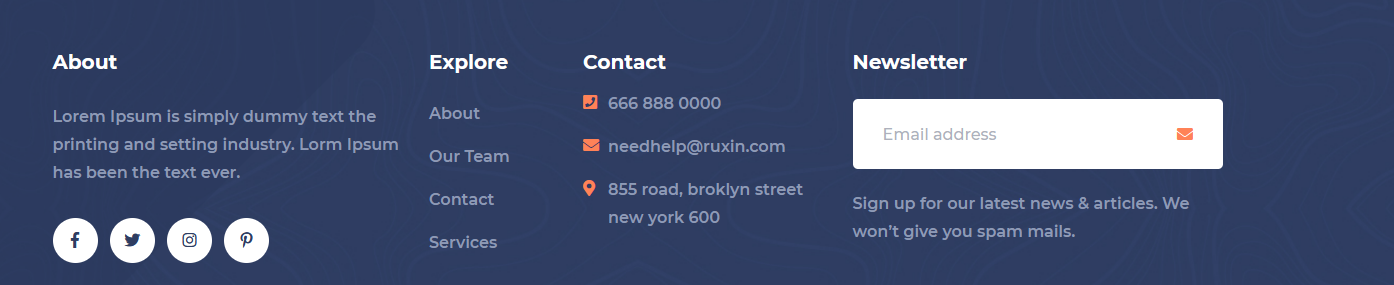 About
Lorem Ipsum is simply dummy text the
printing and setting industry. Lorm Ipsum
has been the text ever.
Explore
About
Our Team
Contact
Services
Contact
666 888 0000
needhelp@ruxin.com
855 road, broklyn street
new york 600
Newsletter
Email address
Sign up for our latest news & articles. We
won’t give you spam mails.